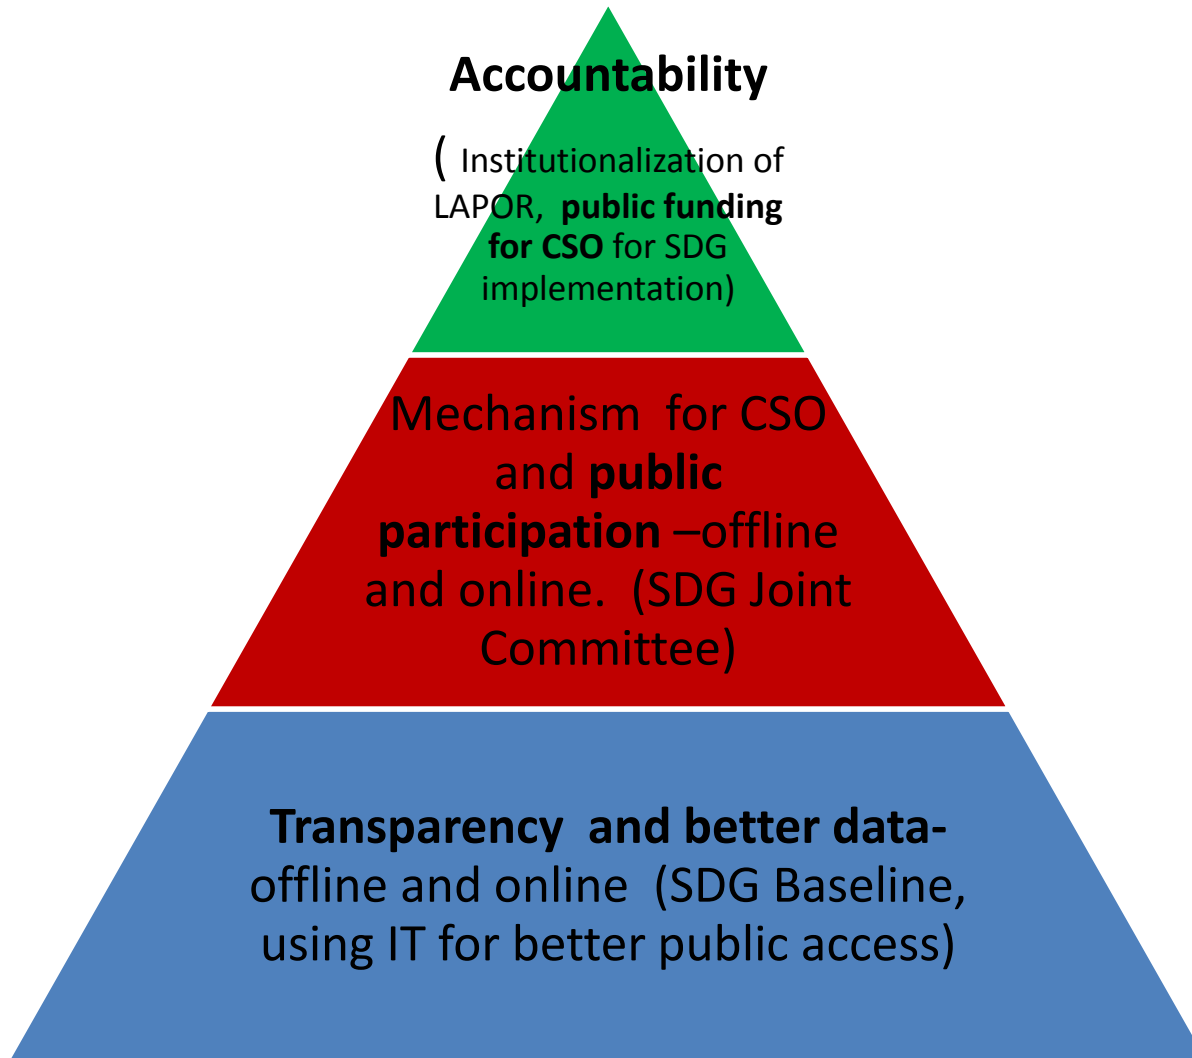 Accountability
( Institutionalization of
LAPOR,  public funding
for CSO for SDG
implementation)
Mechanism  for CSO
and public
participation –offline
and online.  (SDG Joint
Committee)
Transparency  and better data-
offline and online  (SDG Baseline,
using IT for better public access)